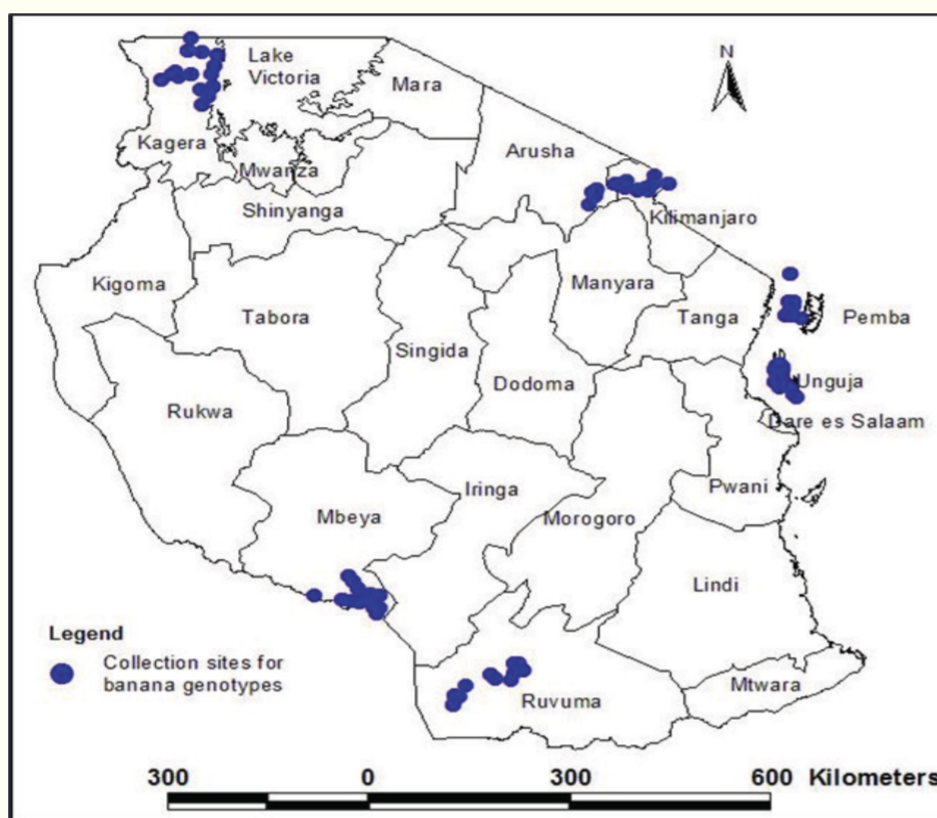 N
Lake
Victoria
Mara
Kagera
Mwanza
Arusha
Shinyanga
Kilimanjaro
Kigoma
Tabora
Singida
Manyara
Tanga
Pemba
Dodoma
Unguja
Rukwa
Dare es Salaam
Iringa
Pwani
Mbeya
Morogoro
Lindi
Legend
Collection sites for
banana genotypes
Ruvuma
Mtwara
300 0 300 600 Kilometers